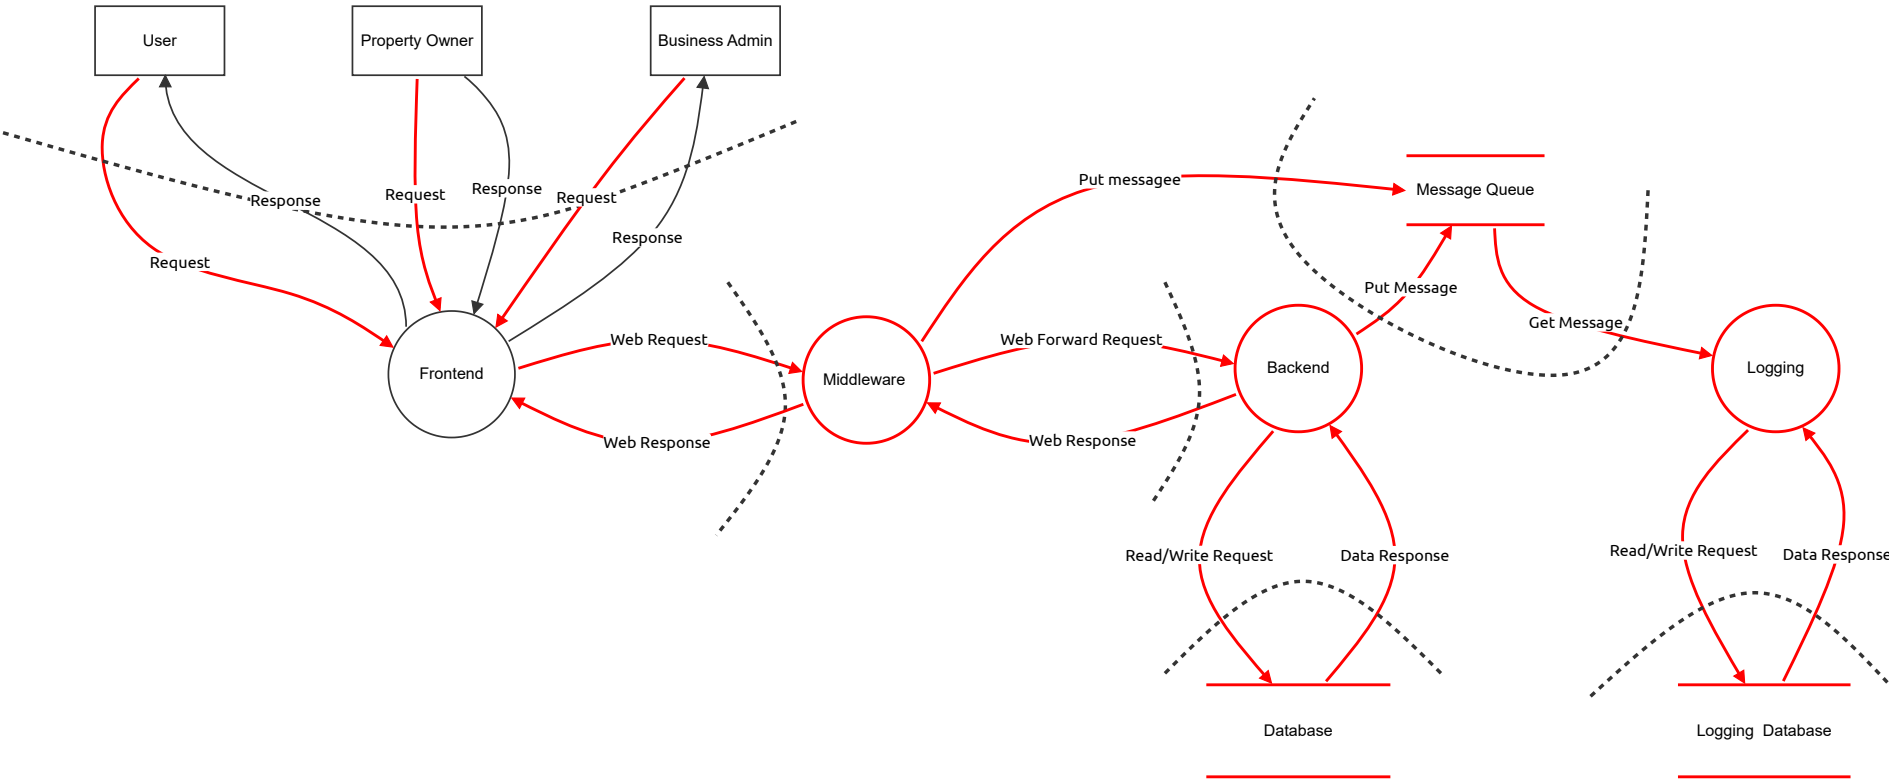 User
Property Owner
Business Admin
Put messagee
Message Queue
Response
Request
Response
Request
Response
Request
Put Message
Get Message
Web Request
Web Forward Request
Frontend
Middleware
Backend
Logging
Web Response
Web Response
Read/Write Request
Data Response
Read/Write Request
Data Response
Database
Logging Database